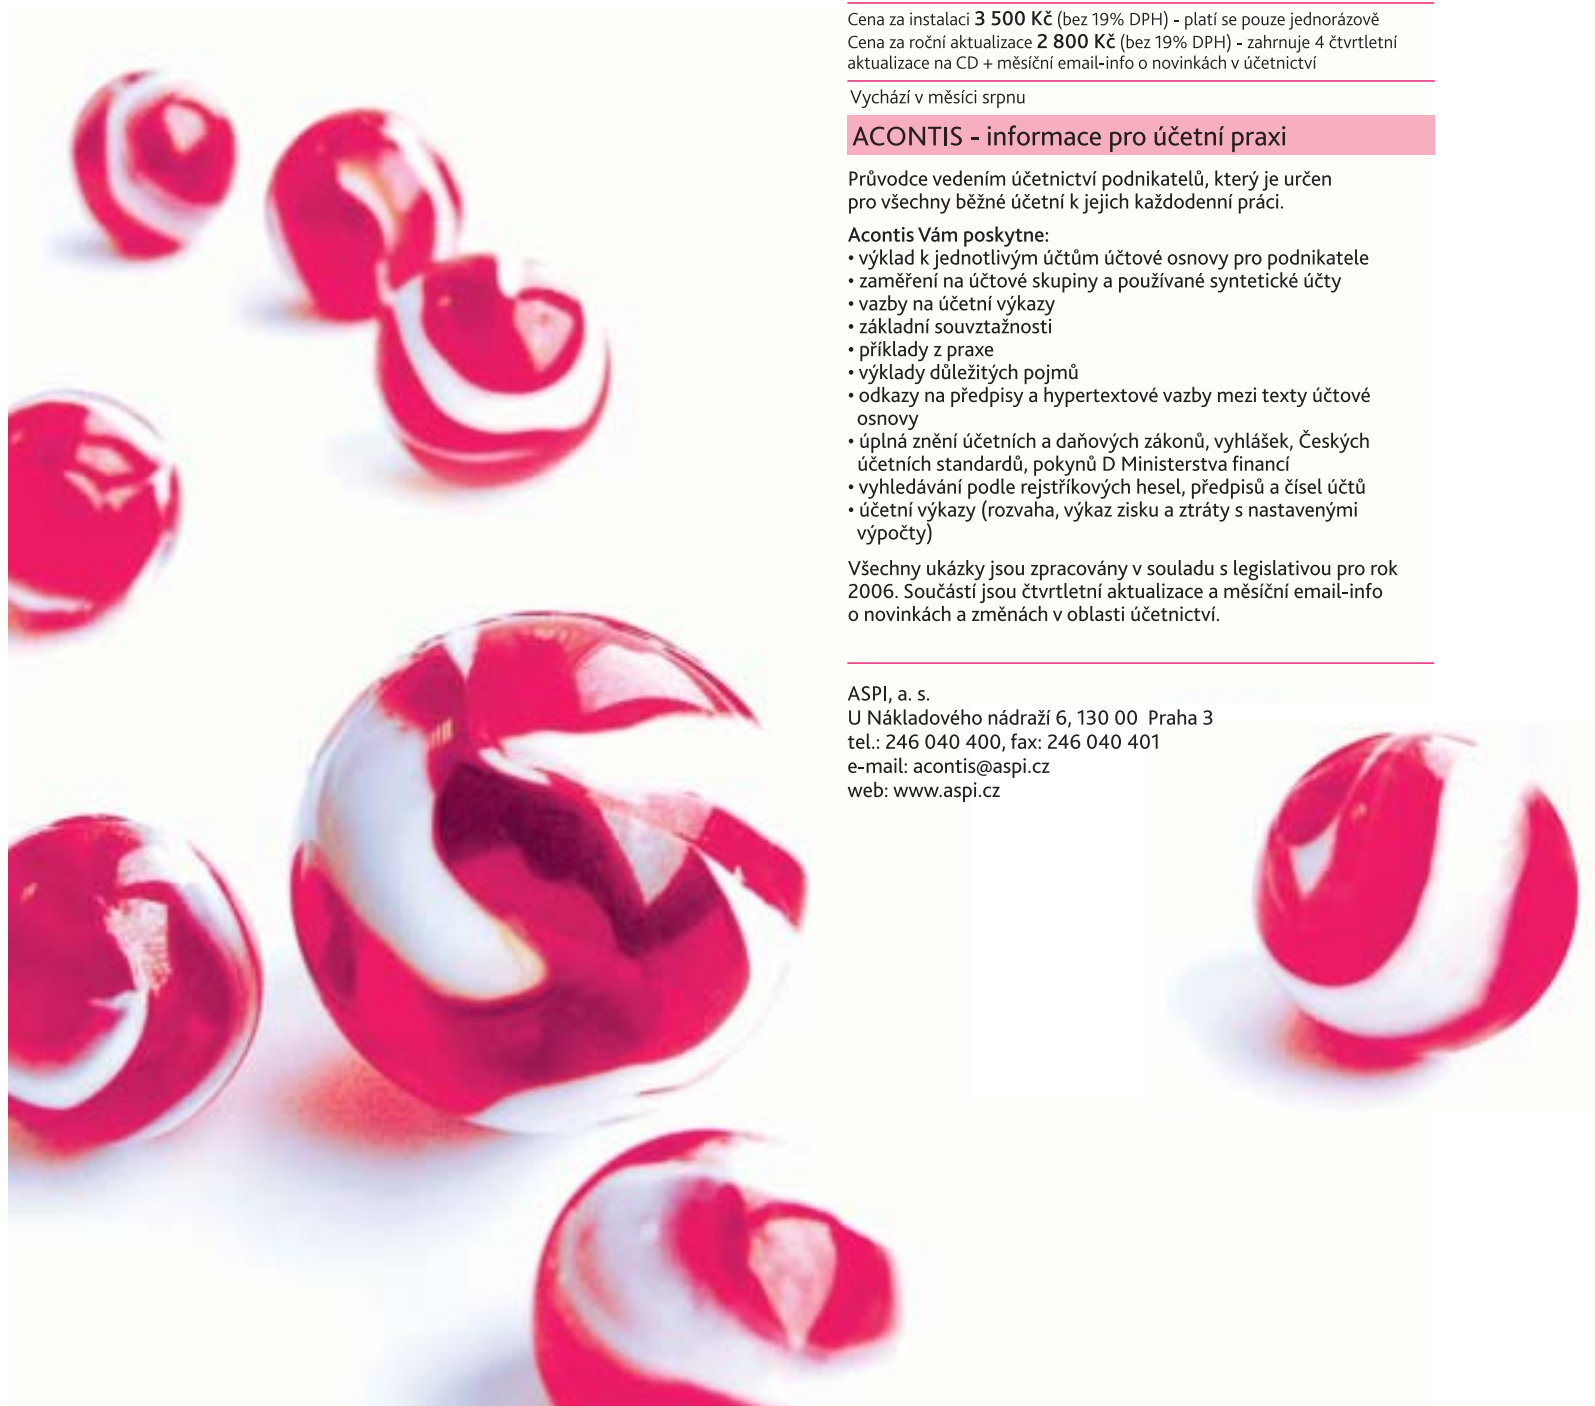 Cena za instalaci 3 500 Kč (bez 19% DPH) - platí se pouze jednorázově
Cena za roční aktualizace 2 800 Kč (bez 19% DPH) - zahrnuje 4 čtvrtletní
aktualizace na CD + měsíční email-info o novinkách v účetnictví
Vychází v měsíci srpnu
ACONTIS - informace pro účetní praxi
Průvodce vedením účetnictví podnikatelů, který je určen
pro všechny běžné účetní k jejich každodenní práci.
Acontis Vám poskytne:
• výklad k jednotlivým účtům účtové osnovy pro podnikatele
• zaměření na účtové skupiny a používané syntetické účty
• vazby na účetní výkazy
• základní souvztažnosti
• příklady z praxe
• výklady důležitých pojmů
• odkazy na předpisy a hypertextové vazby mezi texty účtové
osnovy
• úplná znění účetních a daňových zákonů, vyhlášek, Českých
účetních standardů, pokynů D Ministerstva financí
• vyhledávání podle rejstříkových hesel, předpisů a čísel účtů
• účetní výkazy (rozvaha, výkaz zisku a ztráty s nastavenými
výpočty)
Všechny ukázky jsou zpracovány v souladu s legislativou pro rok
2006. Součástí jsou čtvrtletní aktualizace a měsíční email-info
o novinkách a změnách v oblasti účetnictví.
ASPI, a. s.
U Nákladového nádraží 6, 130 00 Praha 3
tel.: 246 040 400, fax: 246 040 401
e-mail: acontis@aspi.cz
web: www.aspi.cz